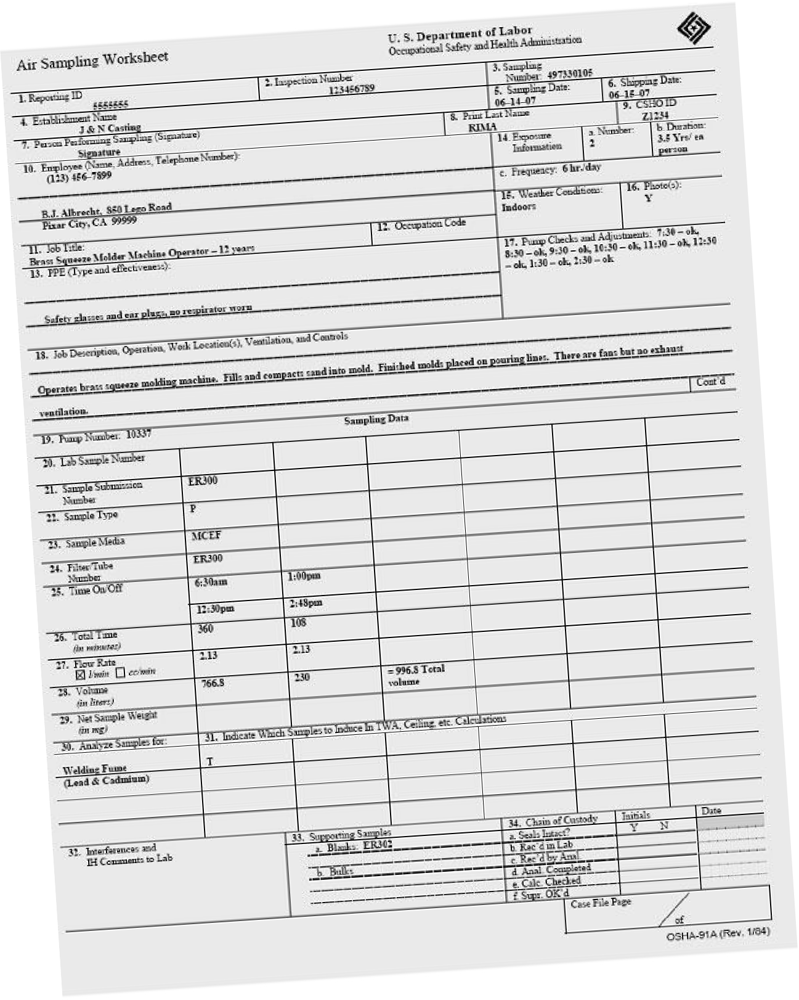 Air Sampling Worksheet
U. S. Department of Labor
Occupational Safety and Health Administration
1. Reporting ID
5555555
2. Inspection Number
123456789
3. Sampling
Number: 497330105
4. Establishment Name
J & N Casting
5. Sampling Date:
06-14-07
6. Shipping Date:
06-15-07
7. Person Performing Sampling (Signature)
Signature
8. Print Last Name
RIMA
9. CSHO ID
Z1234
10. Employee (Name, Address, Telephone Number):
(123) 456-7899
B.J. Albrecht, 850 Lego Road
Pixar City, CA 99999
14. Exposure
Information
a. Number:
2
b. Duration:
3.5 Yrs/ ea
person
c. Frequency: 6 hr./day
15. Weather Conditions:
Indoors
16. Photo(s):
Y
11. Job Title:
Brass Squeeze Molder Machine Operator – 12 years
12. Occupation Code
13. PPE (Type and effectiveness):
Safety glasses and ear plugs, no respirator worn
17. Pump Checks and Adjustments: 7:30 – ok,
8:30 – ok, 9:30 – ok, 10:30 – ok, 11:30 – ok, 12:30
– ok, 1:30 – ok, 2:30 – ok
18. Job Description, Operation, Work Location(s), Ventilation, and Controls
Operates brass squeeze molding machine. Fills and compacts sand into mold. Finished molds placed on pouring lines. There are fans but no exhaust
ventilation.
Cont'd
19. Pump Number: 10337
Sampling Data
20. Lab Sample Number
21. Sample Submission
Number
ER300
22. Sample Type
P
23. Sample Media
MCEF
24. Filter/Tube
Number
ER300
25. Time On/Off
6:30am 1:00pm
12:30pm 2:48pm
26. Total Time
(in minutes)
360 108
27. Flow Rate
☒ l/min ☐ cc/min
2.13 2.13
28. Volume
(in liters)
766.8 230 = 996.8 Total
volume
29. Net Sample Weight
(in mg)
30. Analyze Samples for:
31. Indicate Which Samples to Induce In TWA, Ceiling, etc. Calculations
Welding Fume
(Lead & Cadmium)
T
32. Interferences and
IH Comments to Lab
33. Supporting Samples
a. Blanks: ER302
b. Bulks
34. Chain of Custody
Initials
Date
a. Seals Intact?
Y N
b. Rec'd in Lab
c. Rec'd by Anal.
d. Anal. Completed
e. Calc. Checked
f. Supr. OK'd
Case File Page
/ of
OSHA-91A (Rev. 1/84)